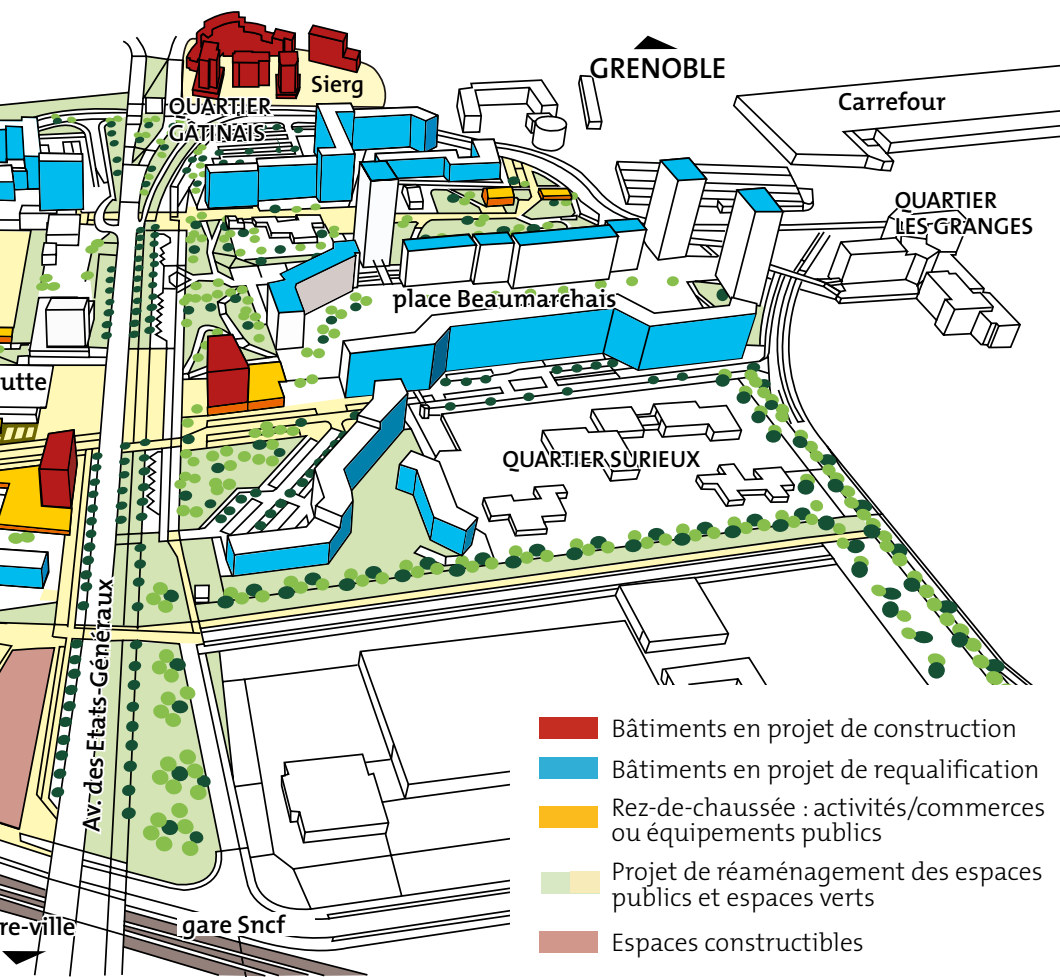 GRENOBLE
Sierg
Carrefour
QUARTIER
GATINAIS
QUARTIER
LES GRANGES
place Beaumarchais
utte
QUARTIER SURIEUX
Av. des Etats-Généraux
Bâtiments en projet de construction
Bâtiments en projet de requalification
Rez-de-chaussée : activités/commerces
ou équipements publics
Projet de réaménagement des espaces
publics et espaces verts
Espaces constructibles
re-ville
gare Sncf